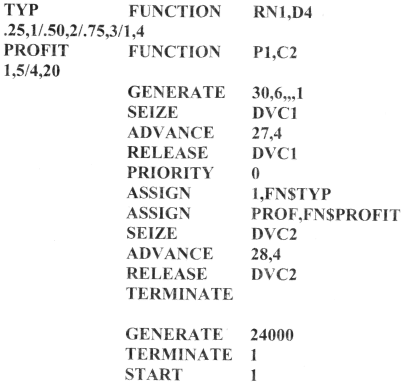 TYP FUNCTION RN1,D4
.25,1/.50,2/.75,3/1,4
PROFIT FUNCTION P1,C2
1,5/4,20
GENERATE 30,6,,,1
SEIZE DVC1
ADVANCE 27,4
RELEASE DVC1
PRIORITY 0
ASSIGN 1,FN$TYP
ASSIGN PROF,FN$PROFIT
SEIZE DVC2
ADVANCE 28,4
RELEASE DVC2
TERMINATE
GENERATE 24000
TERMINATE 1
START 1